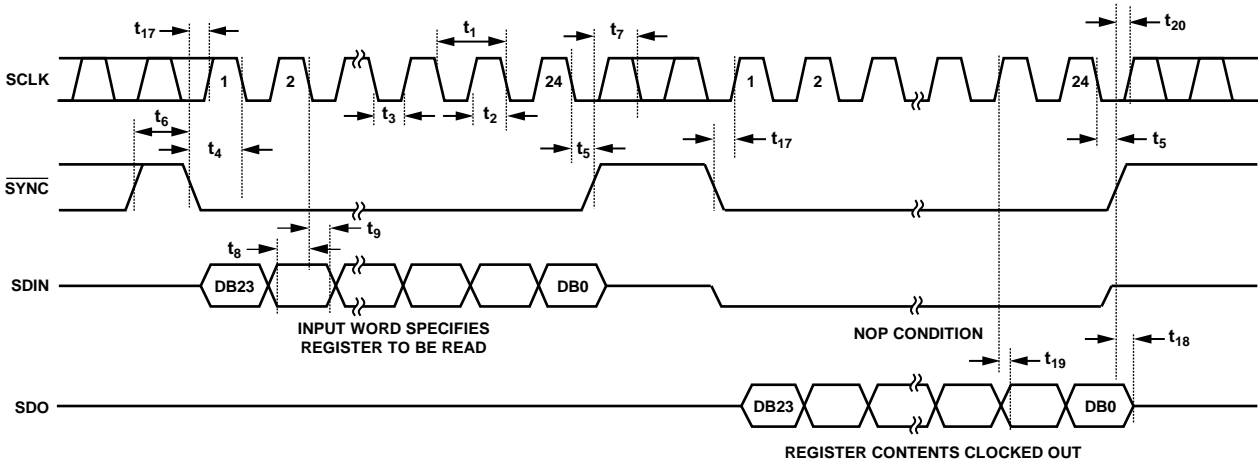 t17
t1
t7
t20
SCLK
1
2
24
1
2
24
t3
t2
t6
t4
t5
t17
t5
SYNC
t9
t8
SDIN
DB23
DB0
INPUT WORD SPECIFIES
REGISTER TO BE READ
NOP CONDITION
t18
t19
SDO
DB23
DB0
REGISTER CONTENTS CLOCKED OUT